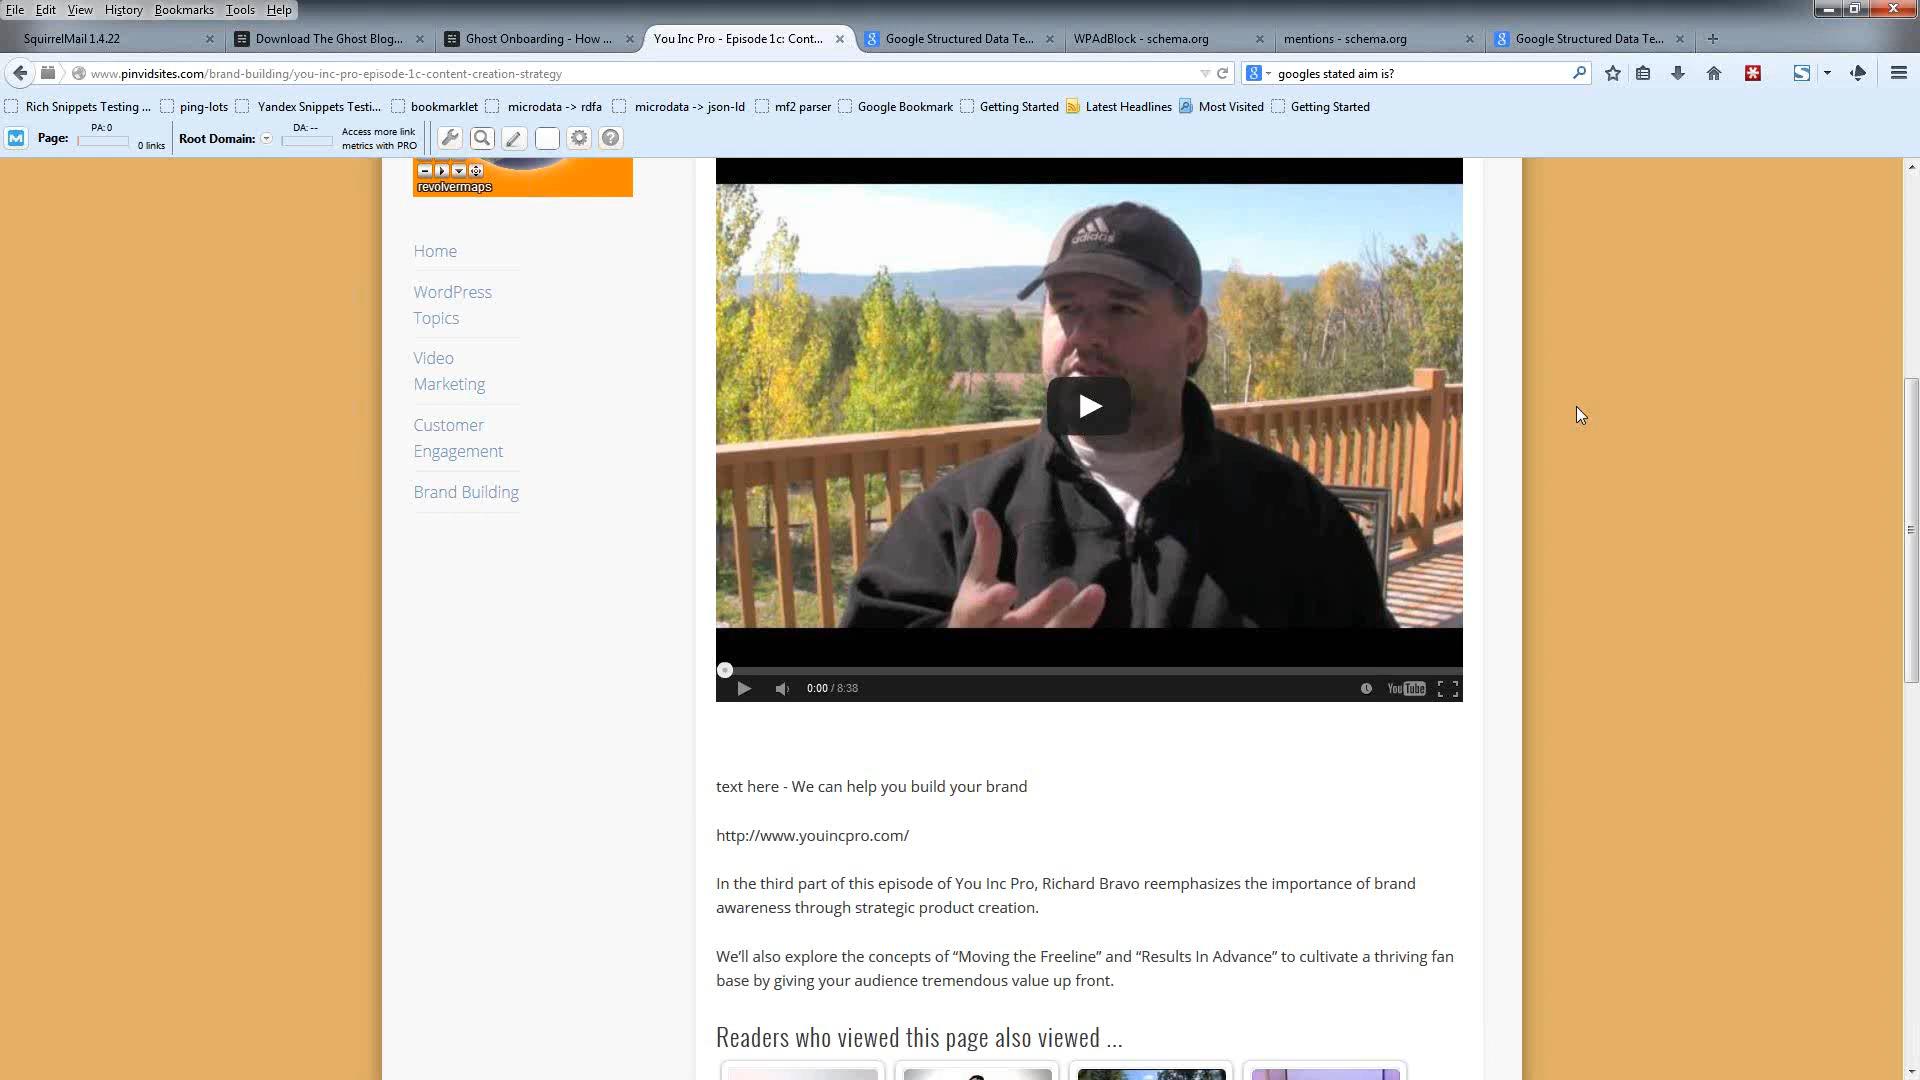 File Edit View History Bookmarks Tools Help
SquirrelMail 1.4.22
Download The Ghost Blog...
Ghost Onboarding - How ...
You Inc Pro - Episode 1c: Cont...
Google Structured Data Te...
WPAdBlock - schema.org
mentions - schema.org
Google Structured Data Te...
www.pinvidsites.com/brand-building/you-inc-pro-episode-1c-content-creation-strategy
googles stated aim is?
Rich Snippets Testing ... ping-lots Yandex Snippets Testi... bookmarklet microdata -> rdfa microdata -> json-ld mf2 parser Google Bookmark Getting Started Latest Headlines Most Visited Getting Started
Page:
PA: 0
0 links
Root Domain:
DA: --
Access more link
metrics with PRO
revolvermaps
Home
WordPress
Topics
Video
Marketing
Customer
Engagement
Brand Building
adidas
0:00 / 8:38
YouTube
text here - We can help you build your brand
http://www.youincpro.com/
In the third part of this episode of You Inc Pro, Richard Bravo reemphasizes the importance of brand
awareness through strategic product creation.
We’ll also explore the concepts of “Moving the Freeline” and “Results In Advance” to cultivate a thriving fan
base by giving your audience tremendous value up front.
Readers who viewed this page also viewed ...